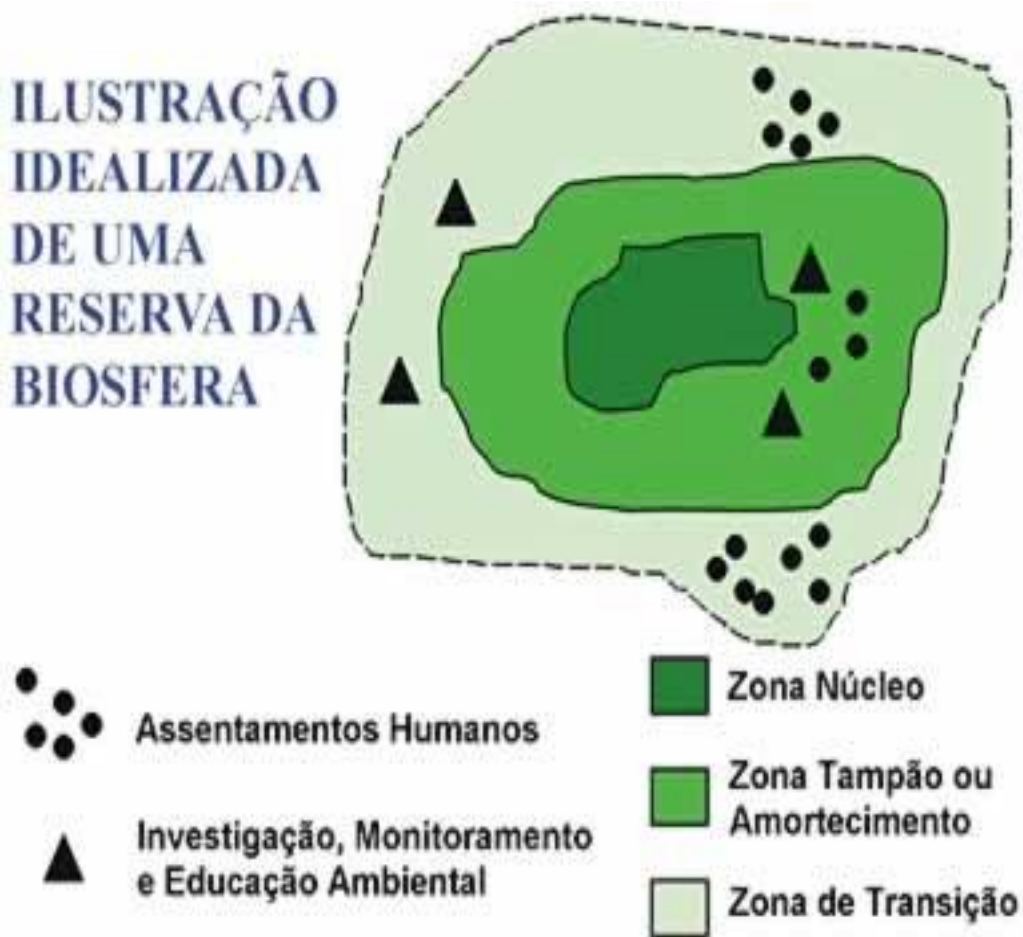 ILUSTRAÇÃO
IDEALIZADA
DE UMA
RESERVA DA
BIOSFERA
Assentamentos Humanos
Investigação, Monitoramento
e Educação Ambiental
Zona Núcleo
Zona Tampão ou
Amortecimento
Zona de Transição